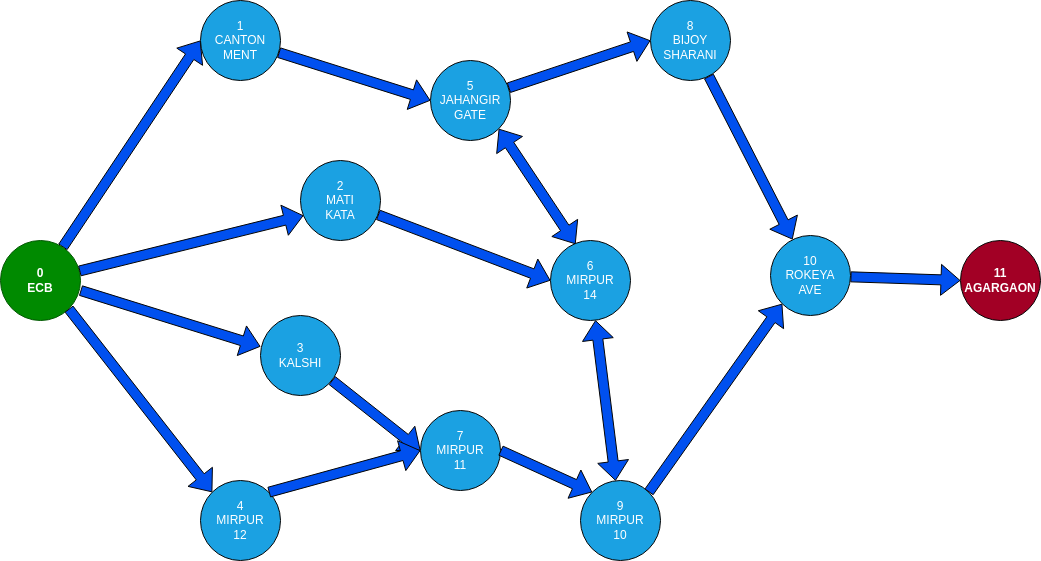 1
CANTON
MENT
8
BIJOY
SHARANI
5
JAHANGIR
GATE
2
MATI
KATA
0
ECB
6
MIRPUR
14
10
ROKEYA
AVE
11
AGARGAON
3
KALSHI
7
MIRPUR
11
4
MIRPUR
12
9
MIRPUR
10